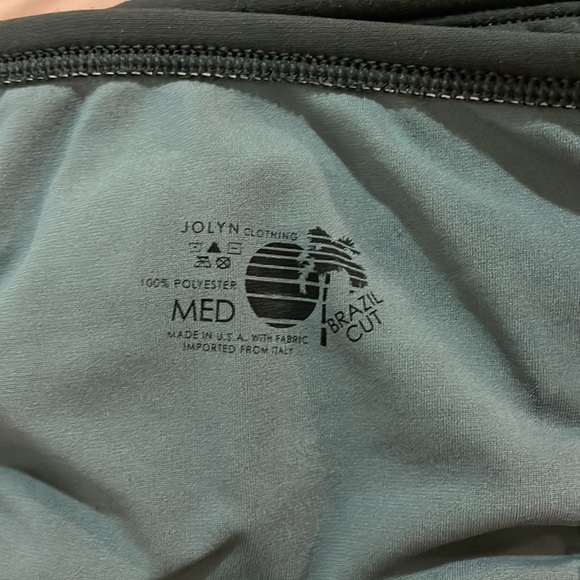 JOLYN CLOTHING
100% POLYESTER
MED
BRAZIL
CUT
MADE IN U.S.A. WITH FABRIC
IMPORTED FROM ITALY